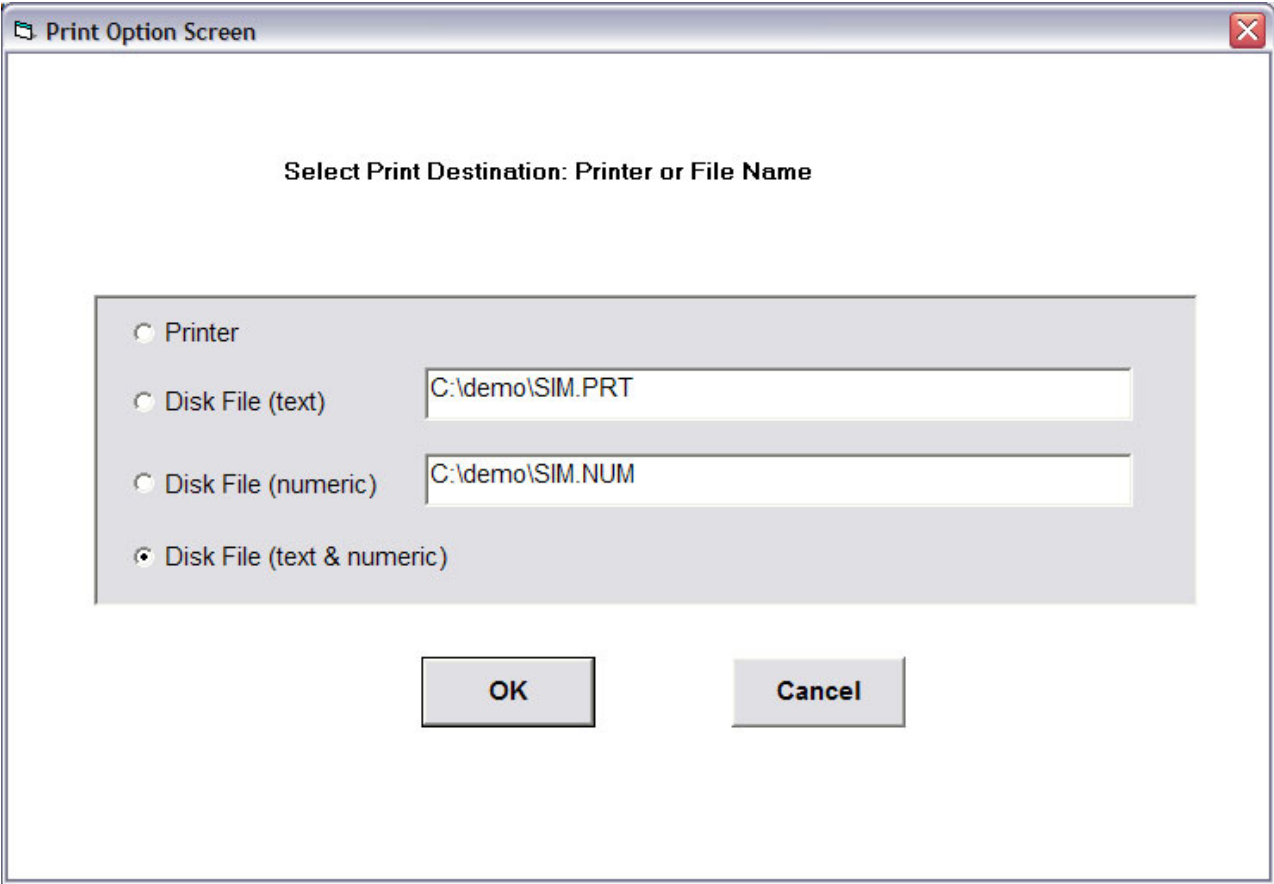 Print Option Screen
Select Print Destination: Printer or File Name
Printer
Disk File (text) C:\demo\SIM.PRT
Disk File (numeric) C:\demo\SIM.NUM
Disk File (text & numeric)
OK Cancel